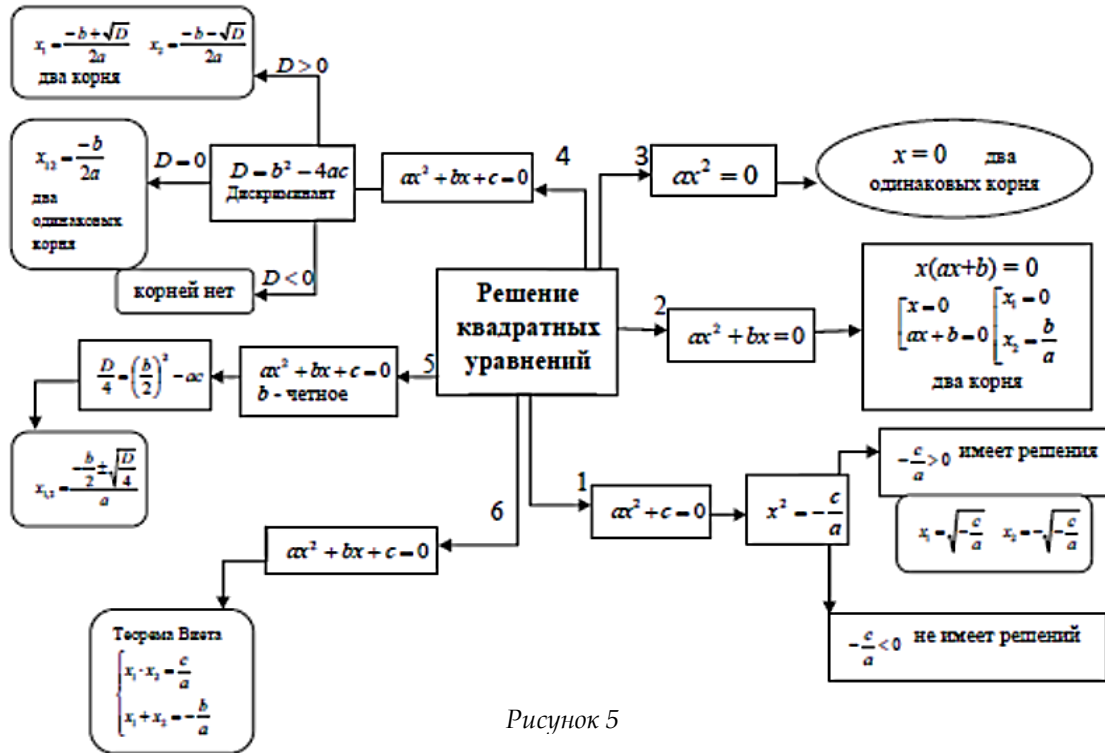 x₁ = (-b + √D)/2a   x₂ = (-b - √D)/2a
два корня
D > 0
x₁₂ = -b/2a
два
одинаковых
корня
D = 0
D = b² - 4ac
Дискриминант
ax² + bx + c = 0
4
корней нет
D < 0
3
ax² = 0
x = 0 два
одинаковых корня
Решение
квадратных
уравнений
2
ax² + bx = 0
x(ax+b) = 0
[x = 0   [x₁ = 0
[ax + b = 0   [x₂ = b/a
два корня
5
ax² + bx + c = 0
b - четное
D/4 = (b/2)² - ac
x₁,₂ = (-b/2 ± √(D/4))/a
1
ax² + c = 0
x² = -c/a
-c/a > 0 имеет решения
x₁ = √(-c/a)   x₂ = -√(-c/a)
-c/a < 0 не имеет решений
6
ax² + bx + c = 0
Теорема Виета
{x₁ · x₂ = c/a
{x₁ + x₂ = -b/a
Рисунок 5